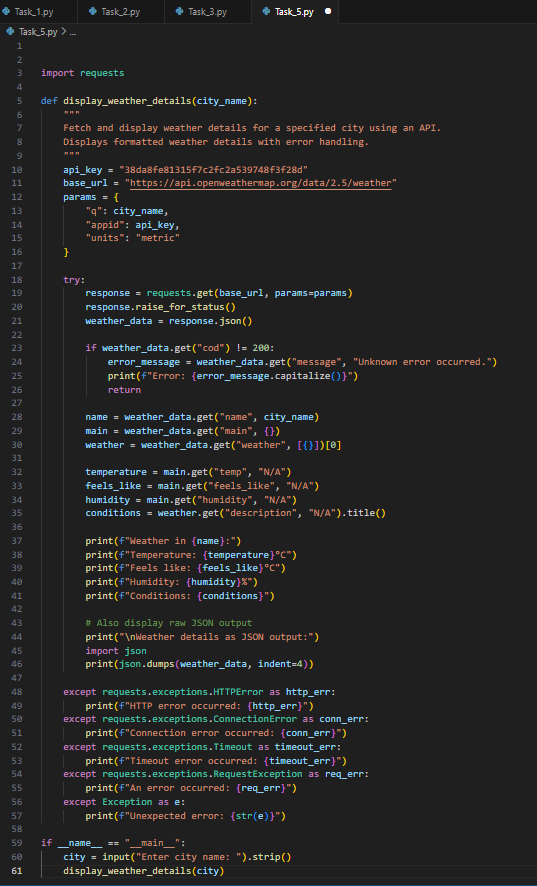 Task_1.py Task_2.py Task_3.py Task_5.py
Task_5.py > ...
1
2
3 import requests
4
5 def display_weather_details(city_name):
6     """
7     Fetch and display weather details for a specified city using an API.
8     Displays formatted weather details with error handling.
9     """
10     api_key = "38da8fe81315f7c2fc2a539748f3f28d"
11     base_url = "https://api.openweathermap.org/data/2.5/weather"
12     params = {
13         "q": city_name,
14         "appid": api_key,
15         "units": "metric"
16     }
17
18     try:
19         response = requests.get(base_url, params=params)
20         response.raise_for_status()
21         weather_data = response.json()
22
23         if weather_data.get("cod") != 200:
24             error_message = weather_data.get("message", "Unknown error occurred.")
25             print(f"Error: {error_message.capitalize()}")
26             return
27
28         name = weather_data.get("name", city_name)
29         main = weather_data.get("main", {})
30         weather = weather_data.get("weather", [{}])[0]
31
32         temperature = main.get("temp", "N/A")
33         feels_like = main.get("feels_like", "N/A")
34         humidity = main.get("humidity", "N/A")
35         conditions = weather.get("description", "N/A").title()
36
37         print(f"Weather in {name}:")
38         print(f"Temperature: {temperature}°C")
39         print(f"Feels like: {feels_like}°C")
40         print(f"Humidity: {humidity}%")
41         print(f"Conditions: {conditions}")
42
43         # Also display raw JSON output
44         print("\nWeather details as JSON output:")
45         import json
46         print(json.dumps(weather_data, indent=4))
47
48     except requests.exceptions.HTTPError as http_err:
49         print(f"HTTP error occurred: {http_err}")
50     except requests.exceptions.ConnectionError as conn_err:
51         print(f"Connection error occurred: {conn_err}")
52     except requests.exceptions.Timeout as timeout_err:
53         print(f"Timeout error occurred: {timeout_err}")
54     except requests.exceptions.RequestException as req_err:
55         print(f"An error occurred: {req_err}")
56     except Exception as e:
57         print(f"Unexpected error: {str(e)}")
58
59 if __name__ == "__main__":
60     city = input("Enter city name: ").strip()
61     display_weather_details(city)